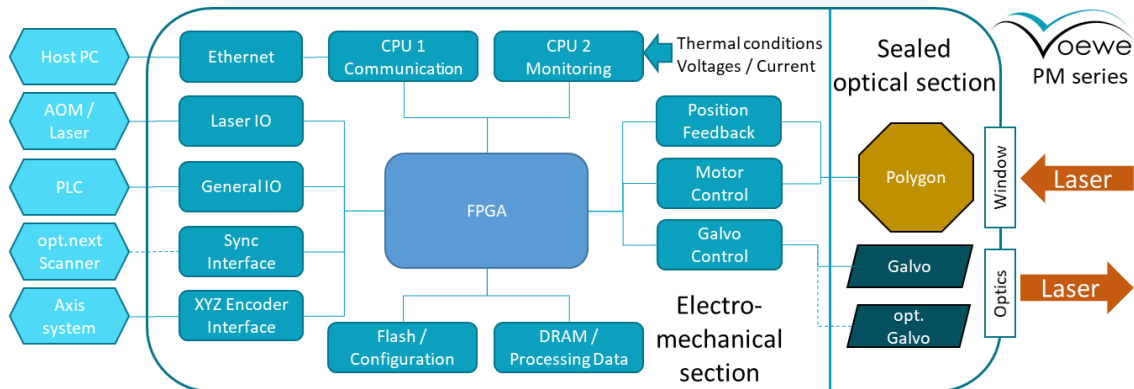 Host PC
Ethernet
CPU 1
Communication
CPU 2
Monitoring
Thermal conditions
Voltages / Current
Sealed
optical section
oewe
PM series
AOM /
Laser
Laser IO
Position
Feedback
PLC
General IO
FPGA
Motor
Control
Polygon
Window
Laser
opt.next
Scanner
Sync
Interface
Galvo
Control
Galvo
Optics
Laser
Axis
system
XYZ Encoder
Interface
opt.
Galvo
Flash /
Configuration
DRAM /
Processing Data
Electro-
mechanical
section